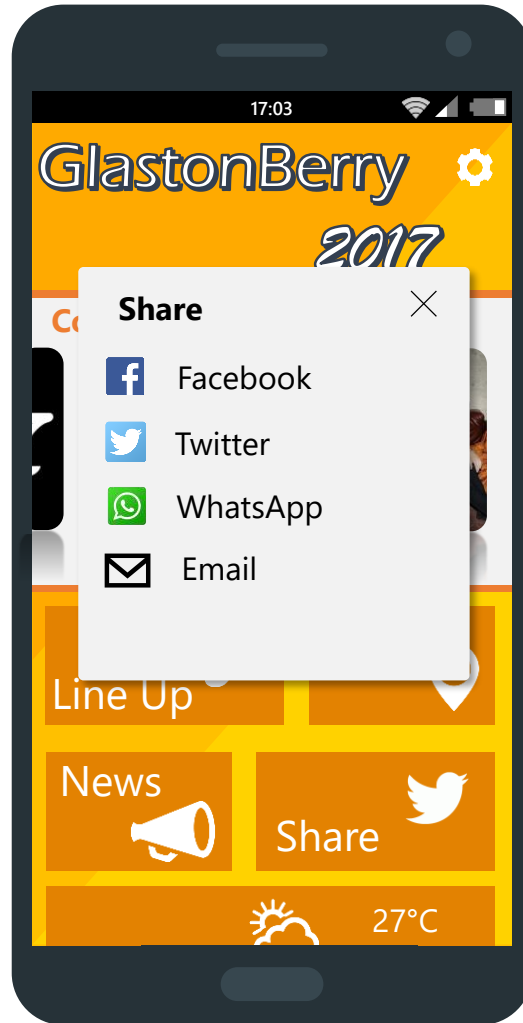 17:03
GlastonBerry
2017
Share
Facebook
Twitter
WhatsApp
Email
Line Up
News
Share
27°C